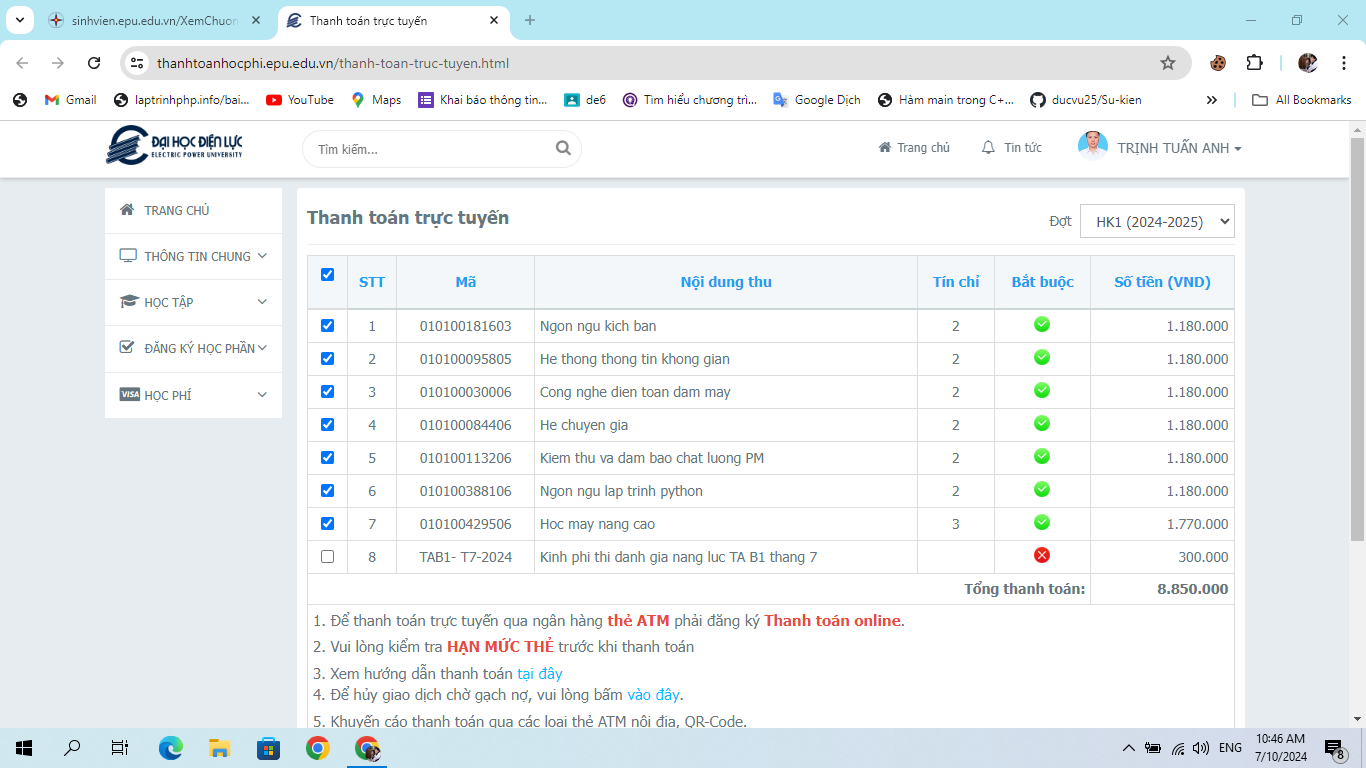 sinhvien.epu.edu.vn/XemChuon
Thanh toán trực tuyến
thanhtoanhocphi.epu.edu.vn/thanh-toan-truc-tuyen.html
Gmail
laptrinhphp.info/bai...
YouTube
Maps
Khai báo thông tin...
de6
Tìm hiểu chương trì...
Google Dịch
Hàm main trong C+...
ducvu25/Su-kien
All Bookmarks
ĐẠI HỌC ĐIỆN LỰC
ELECTRIC POWER UNIVERSITY
Tìm kiếm...
Trang chủ
Tin tức
TRỊNH TUẤN ANH
TRANG CHỦ
THÔNG TIN CHUNG
HỌC TẬP
ĐĂNG KÝ HỌC PHẦN
VISA HỌC PHÍ
Thanh toán trực tuyến
Đợt HK1 (2024-2025)
STT Mã Nội dung thu Tín chỉ Bắt buộc Số tiền (VND)
1 010100181603 Ngon ngu kich ban 2 1.180.000
2 010100095805 He thong thong tin khong gian 2 1.180.000
3 010100030006 Cong nghe dien toan dam may 2 1.180.000
4 010100084406 He chuyen gia 2 1.180.000
5 010100113206 Kiem thu va dam bao chat luong PM 2 1.180.000
6 010100388106 Ngon ngu lap trinh python 2 1.180.000
7 010100429506 Hoc may nang cao 3 1.770.000
8 TAB1- T7-2024 Kinh phi thi danh gia nang luc TA B1 thang 7 300.000
Tổng thanh toán: 8.850.000
1. Để thanh toán trực tuyến qua ngân hàng thẻ ATM phải đăng ký Thanh toán online.
2. Vui lòng kiểm tra HẠN MỨC THẺ trước khi thanh toán
3. Xem hướng dẫn thanh toán tại đây
4. Để hủy giao dịch chờ gạch nợ, vui lòng bấm vào đây.
5. Khuyến cáo thanh toán qua các loại thẻ ATM nội địa, QR-Code.
ENG
10:46 AM
7/10/2024
8